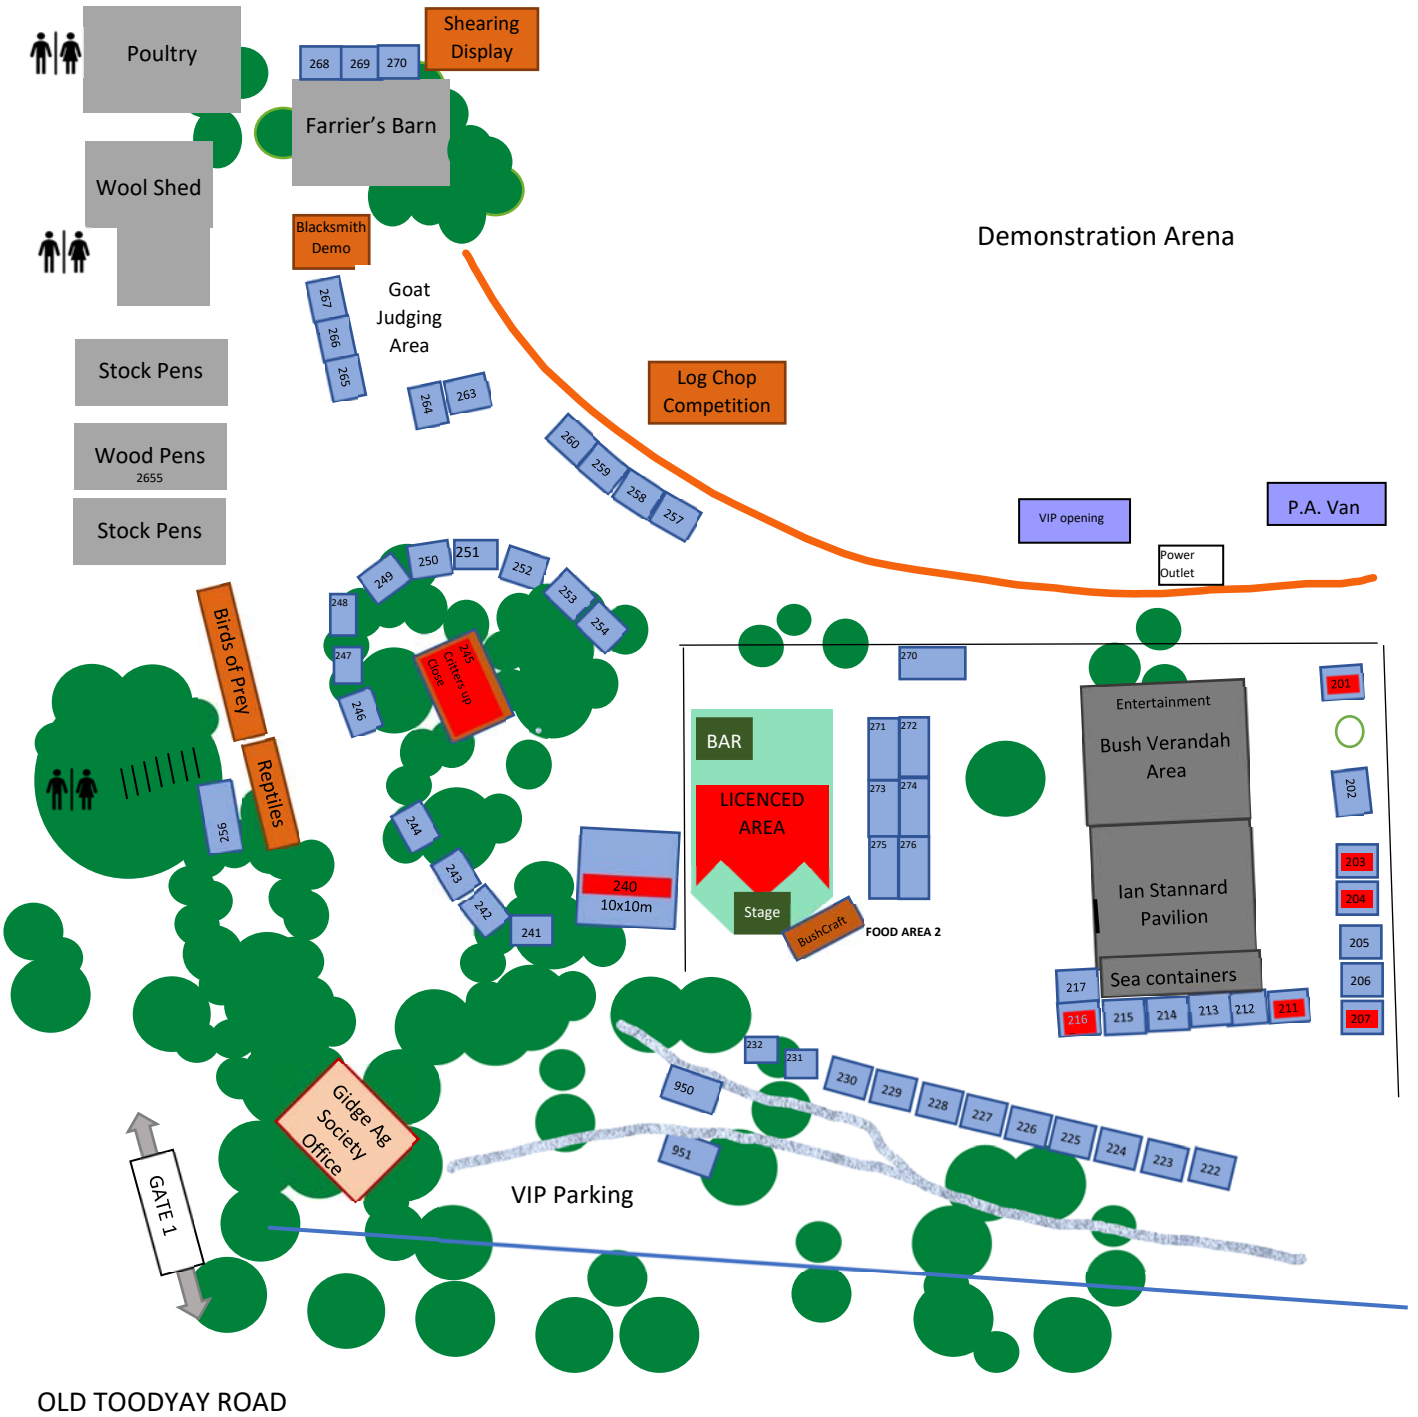 Poultry
268
269
270
Shearing
Display
Farrier's Barn
Wool Shed
Blacksmith
Demo
Demonstration Arena
Goat
Judging
Area
267
266
265
264
263
Stock Pens
Log Chop
Competition
Wood Pens
2655
260
259
258
257
Stock Pens
VIP opening
P.A. Van
Power
Outlet
248
249
250
251
252
253
254
247
246
245
Critters up
Close
Birds of Prey
Reptiles
256
244
243
242
241
240
10x10m
270
BAR
LICENCED
AREA
Stage
BushCraft
271
272
273
274
275
276
FOOD AREA 2
Entertainment
Bush Verandah
Area
Ian Stannard
Pavilion
Sea containers
201
202
203
204
205
206
207
217
216
215
214
213
212
211
232
231
230
229
228
227
226
225
224
223
222
950
951
Gidge Ag
Society
Office
GATE 1
VIP Parking
OLD TOODYAY ROAD